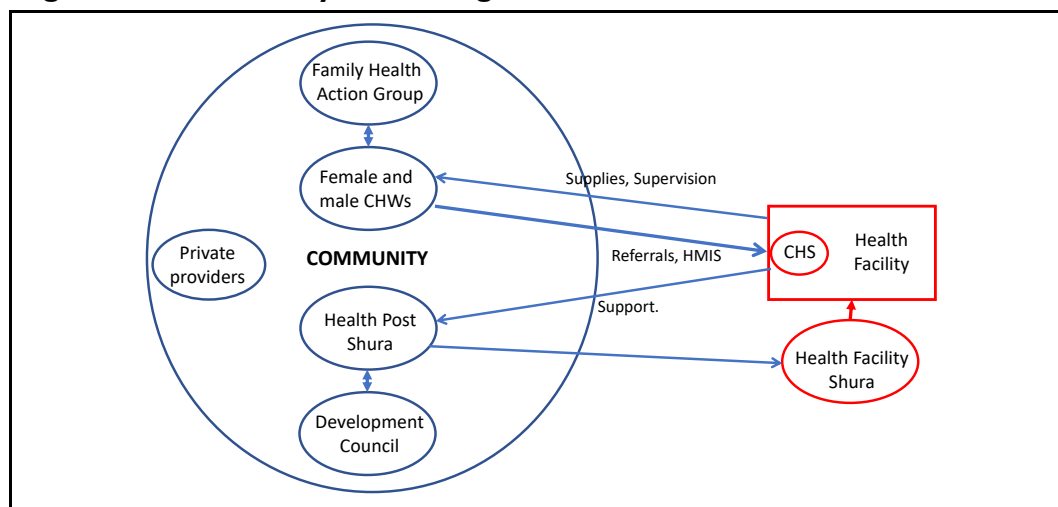 Family Health
Action Group
Female and
male CHWs
Supplies, Supervision
Private
providers
COMMUNITY
Referrals, HMIS
CHS
Health
Facility
Support.
Health Post
Shura
Health Facility
Shura
Development
Council